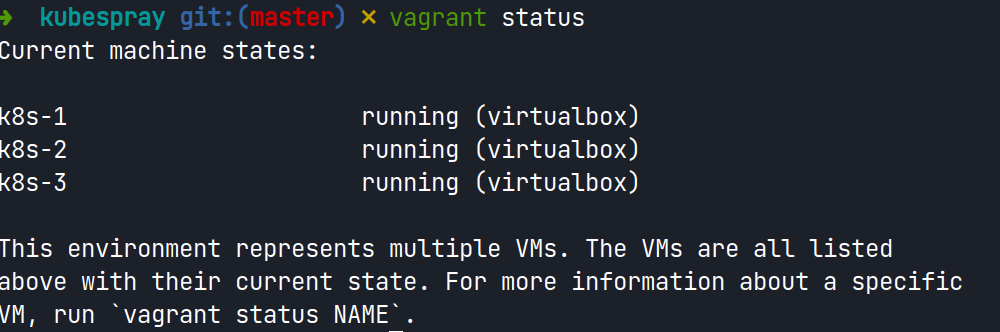 ➜ kubespray git:(master) ✗ vagrant status
Current machine states:
k8s-1 running (virtualbox)
k8s-2 running (virtualbox)
k8s-3 running (virtualbox)
This environment represents multiple VMs. The VMs are all listed
above with their current state. For more information about a specific
VM, run `vagrant status NAME`.